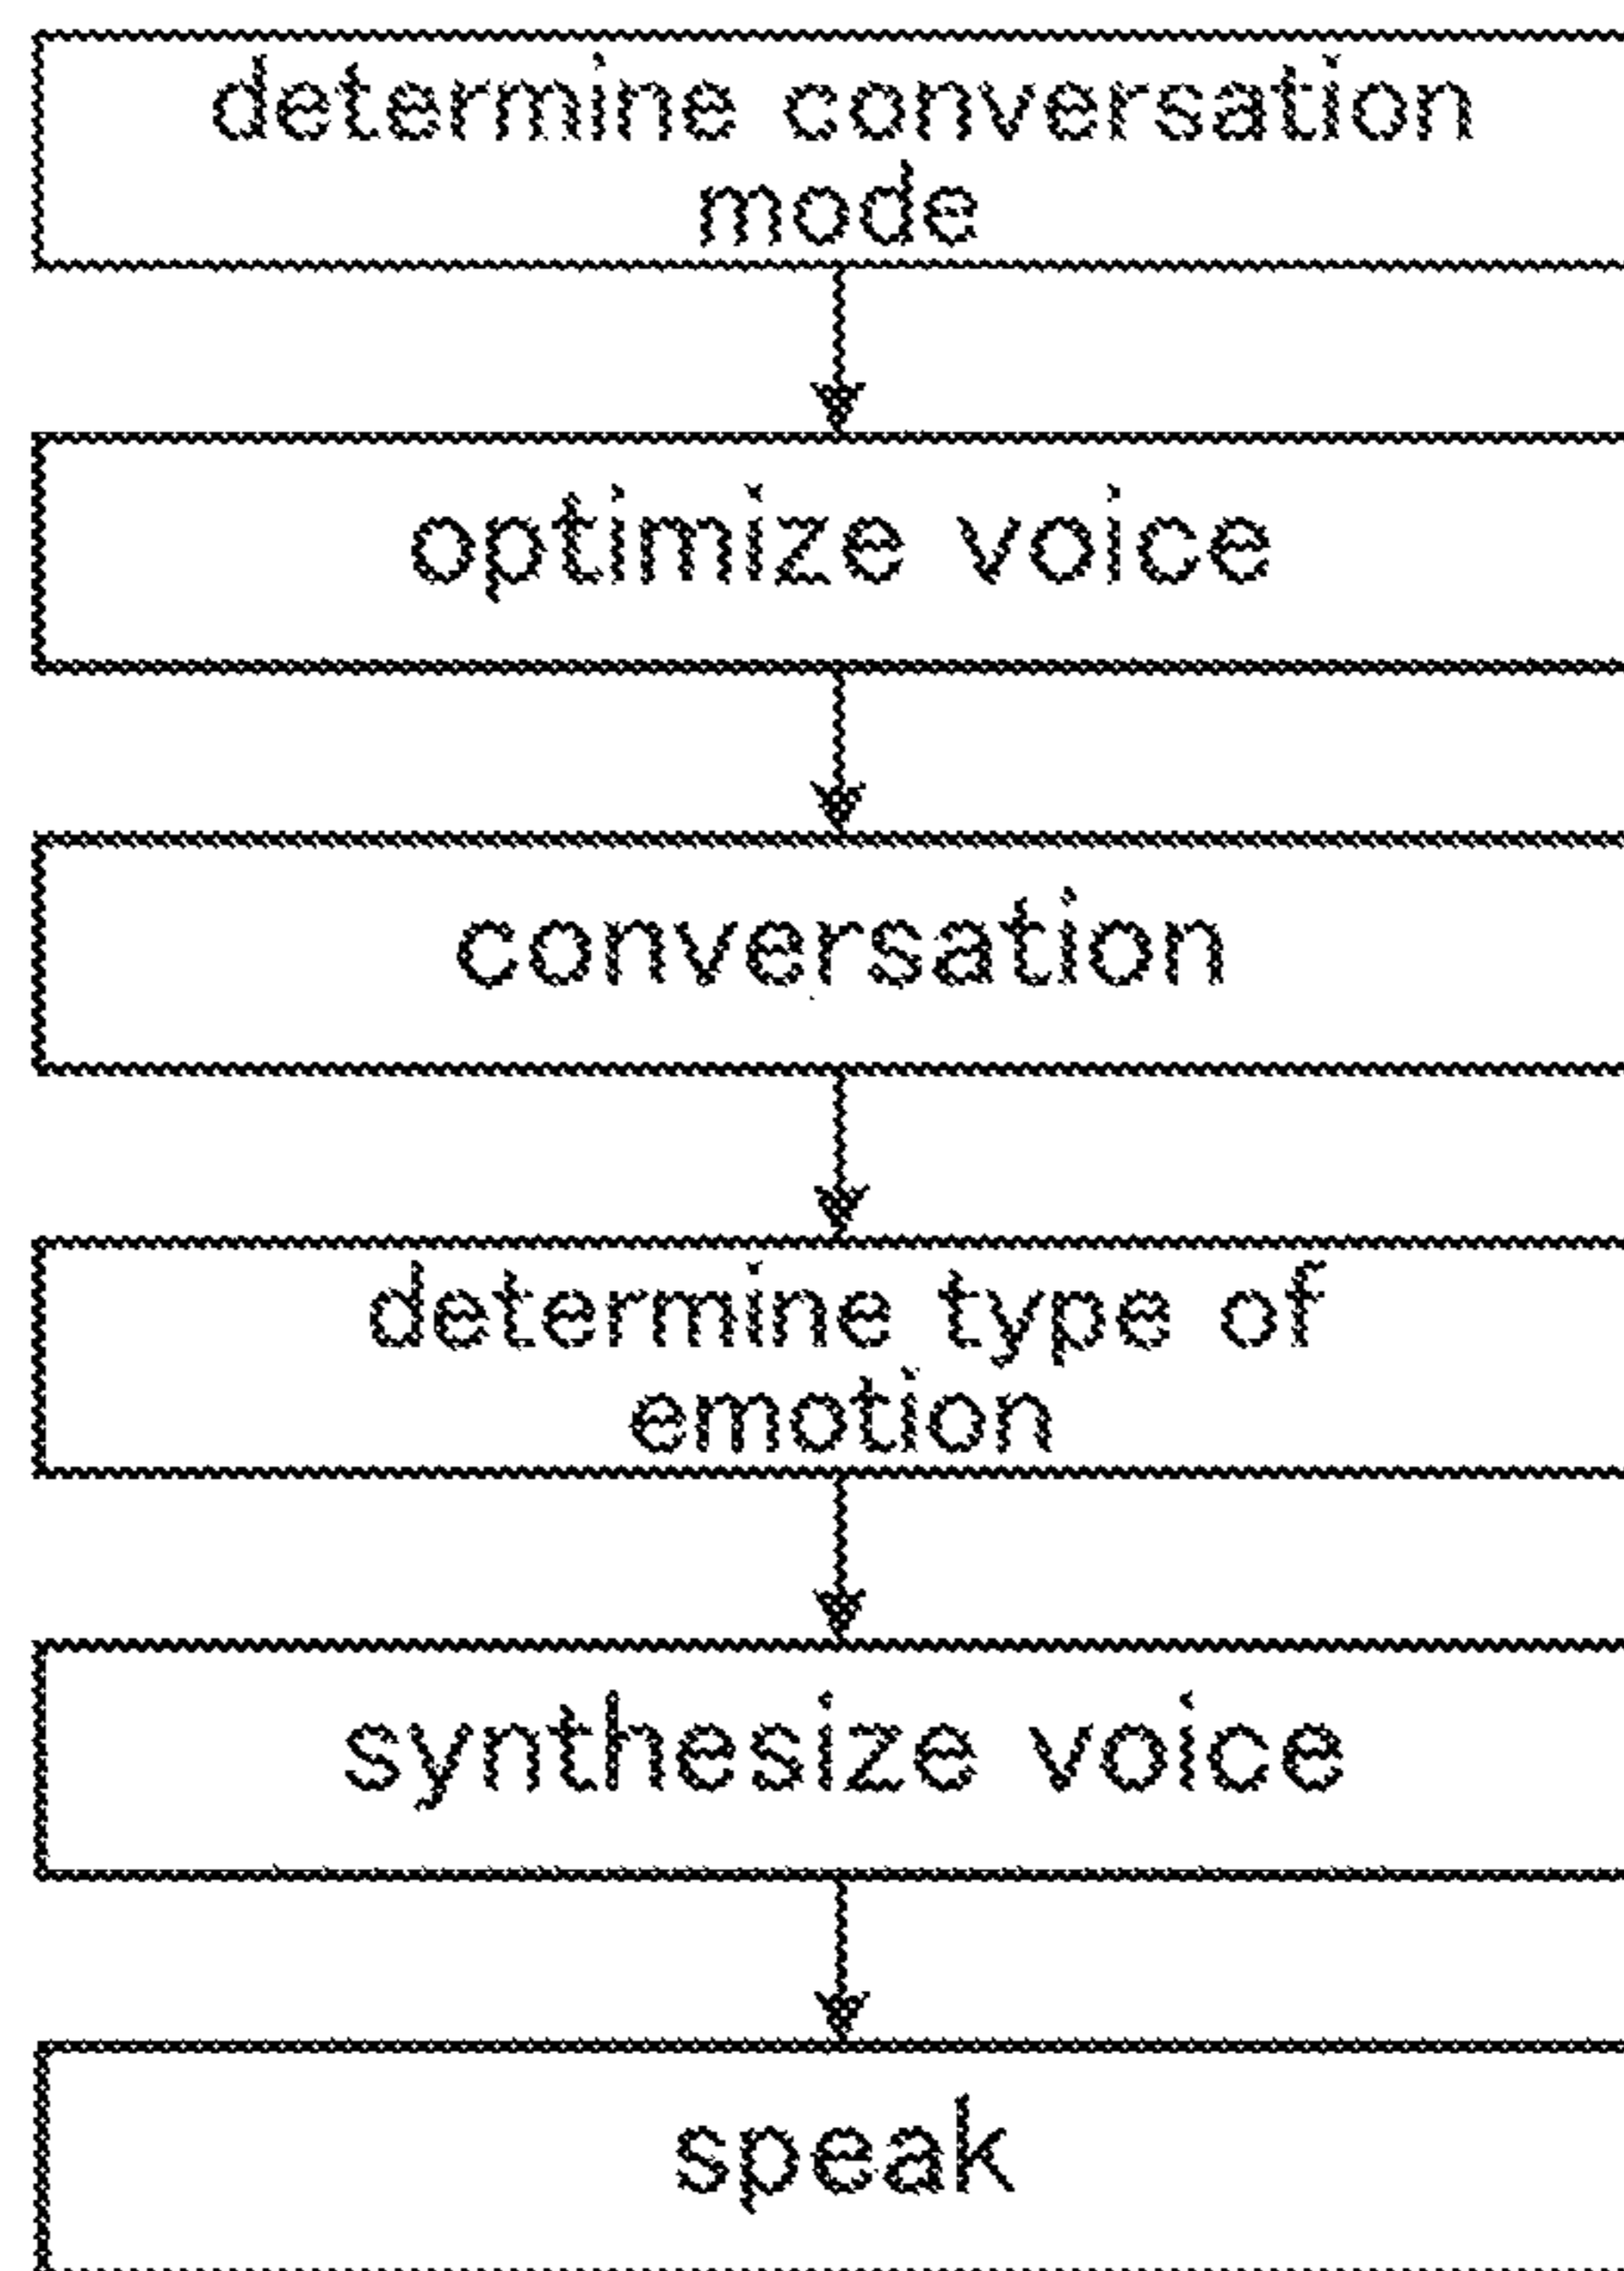 determine conversation
mode
optimize voice
conversation
determine type of
emotion
synthesize voice
speak